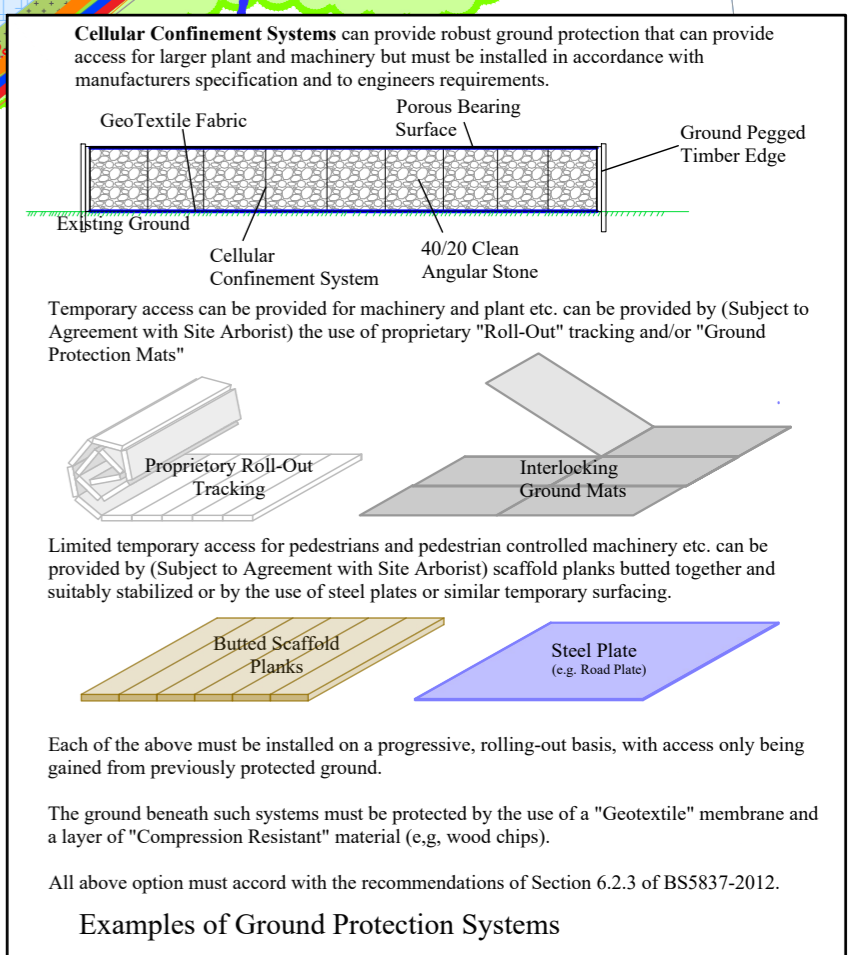 Cellular Confinement Systems can provide robust ground protection that can provide
access for larger plant and machinery but must be installed in accordance with
manufacturers specification and to engineers requirements.
GeoTextile Fabric
Porous Bearing
Surface
Ground Pegged
Timber Edge
Existing Ground
Cellular
Confinement System
40/20 Clean
Angular Stone
Temporary access can be provided for machinery and plant etc. can be provided by (Subject to
Agreement with Site Arborist) the use of proprietary "Roll-Out" tracking and/or "Ground
Protection Mats"
Proprietory Roll-Out
Tracking
Interlocking
Ground Mats
Limited temporary access for pedestrians and pedestrian controlled machinery etc. can be
provided by (Subject to Agreement with Site Arborist) scaffold planks butted together and
suitably stabilized or by the use of steel plates or similar temporary surfacing.
Butted Scaffold
Planks
Steel Plate
(e.g. Road Plate)
Each of the above must be installed on a progressive, rolling-out basis, with access only being
gained from previously protected ground.
The ground beneath such systems must be protected by the use of a "Geotextile" membrane and
a layer of "Compression Resistant" material (e,g, wood chips).
All above option must accord with the recommendations of Section 6.2.3 of BS5837-2012.
Examples of Ground Protection Systems